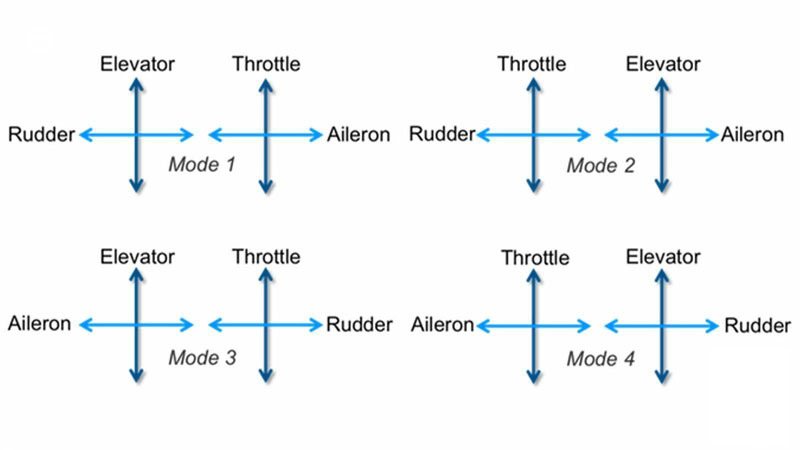 Elevator Throttle
Rudder Aileron
Mode 1
Throttle Elevator
Rudder Aileron
Mode 2
Elevator Throttle
Aileron Rudder
Mode 3
Throttle Elevator
Aileron Rudder
Mode 4